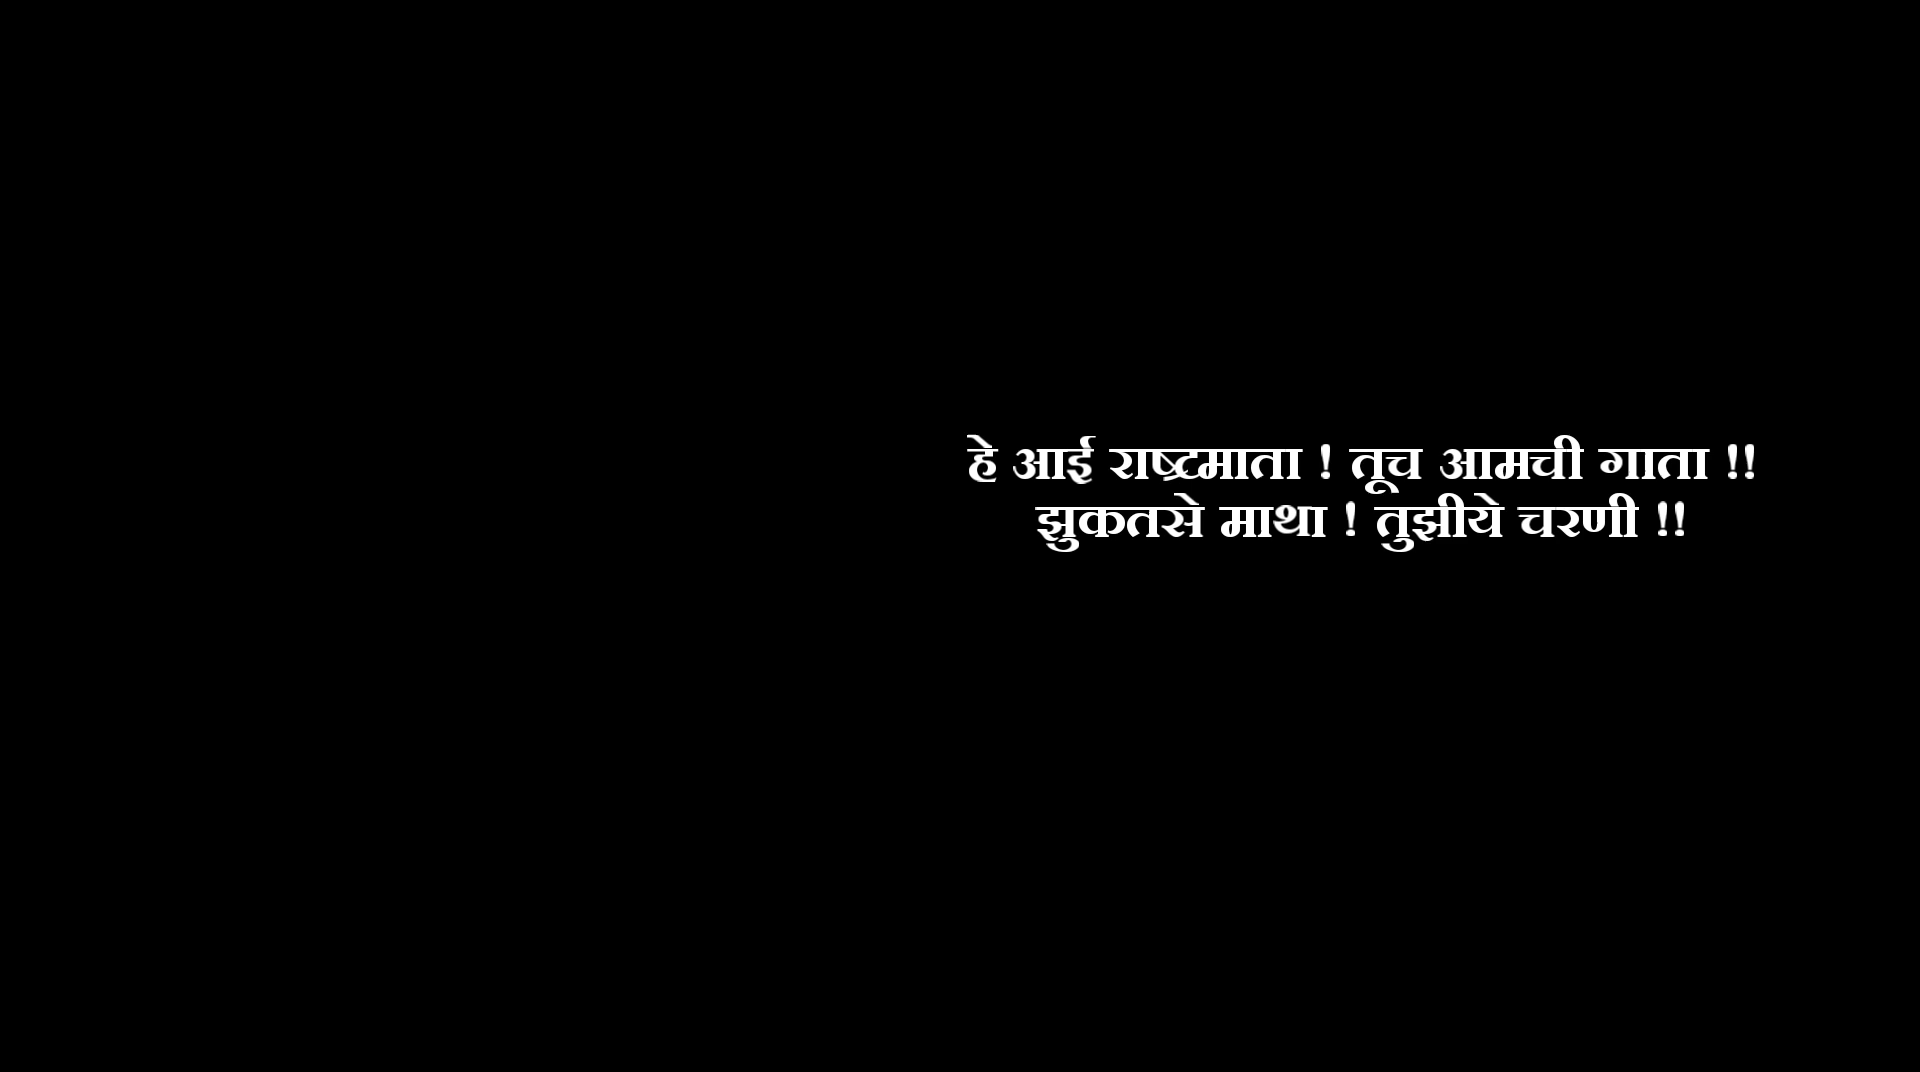 हे आई राष्ट्रमाता ! तूच आमची गाता !!
झुकतसे माथा ! तुझीये चरणी !!